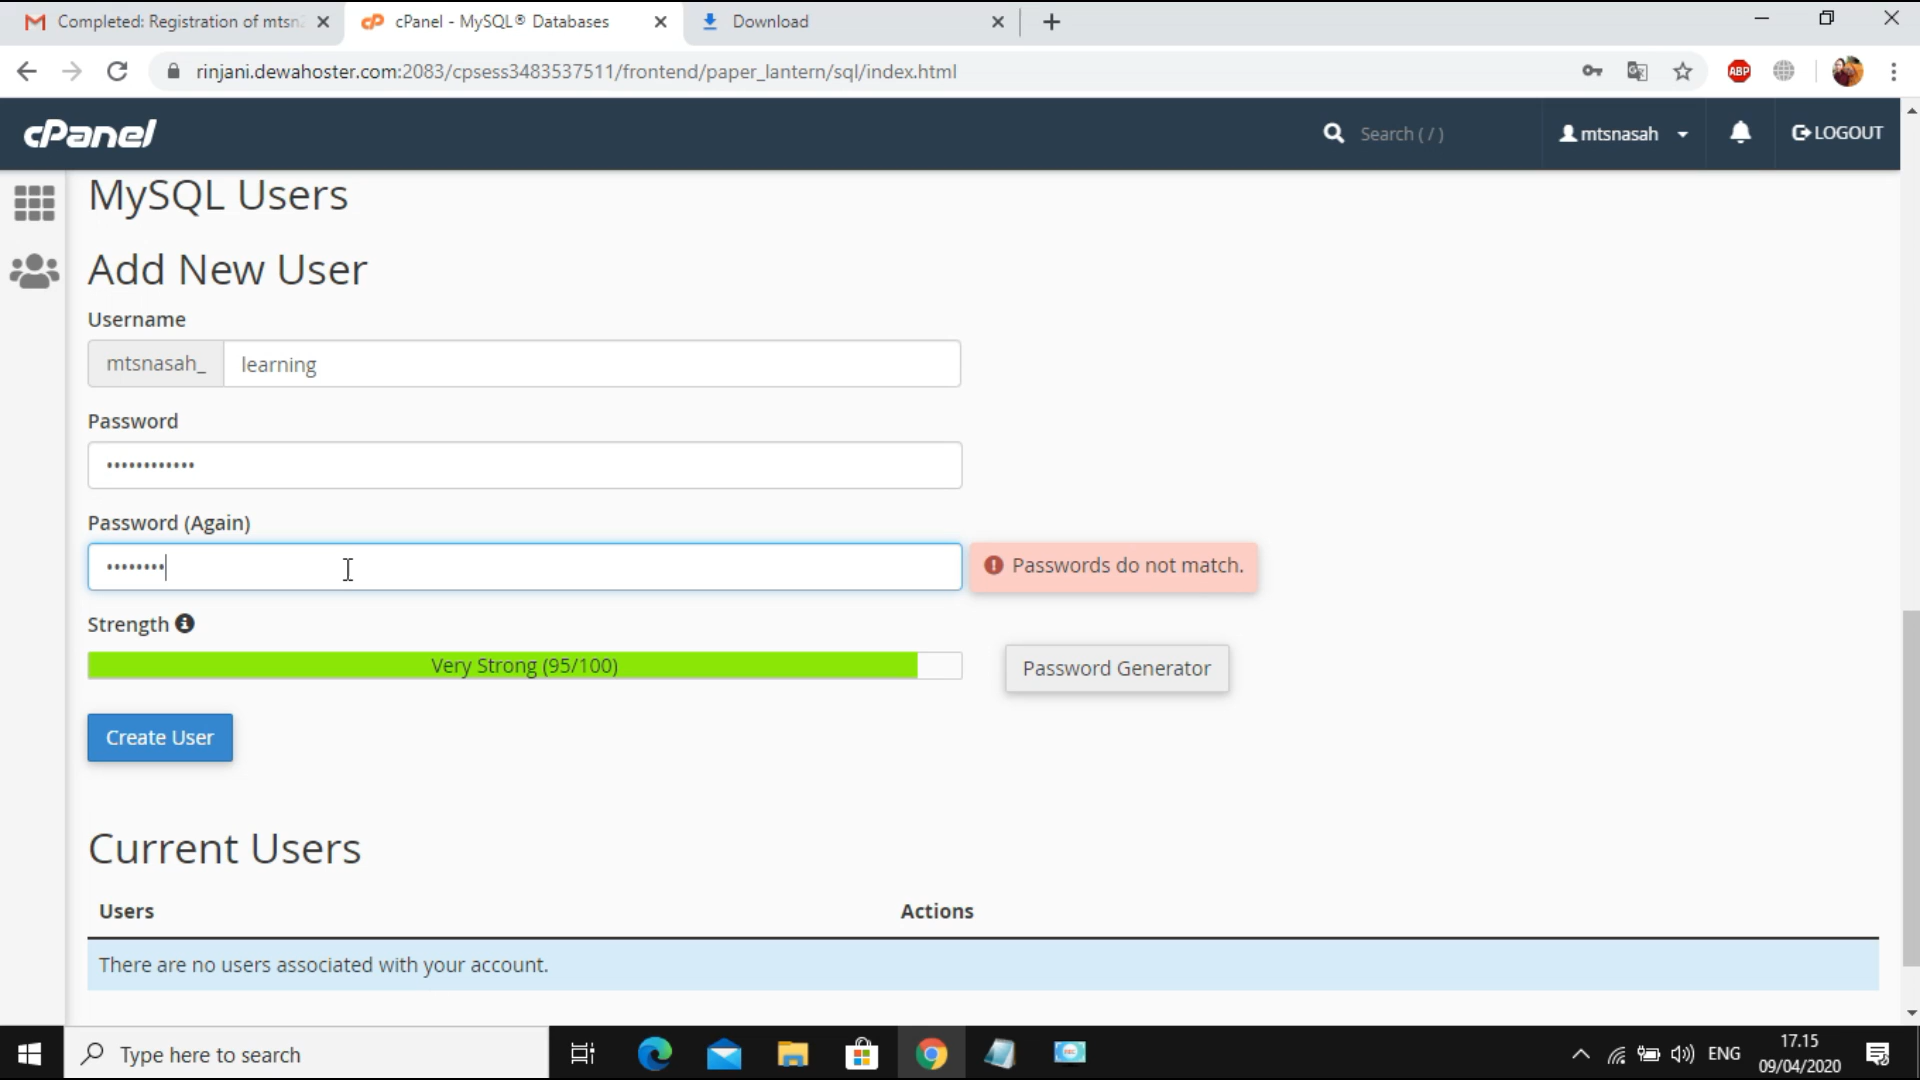 Completed: Registration of mtsn2
cPanel - MySQL® Databases
Download
rinjani.dewahoster.com:2083/cpsess3483537511/frontend/paper_lantern/sql/index.html
ABP
cPanel
Search ( / )
mtsnasah
LOGOUT
MySQL Users
Add New User
Username
mtsnasah_
learning
Password
••••••••••••
Password (Again)
••••••••
Passwords do not match.
Strength
Very Strong (95/100)
Password Generator
Create User
Current Users
Users
Actions
There are no users associated with your account.
Type here to search
ENG
17.15
09/04/2020